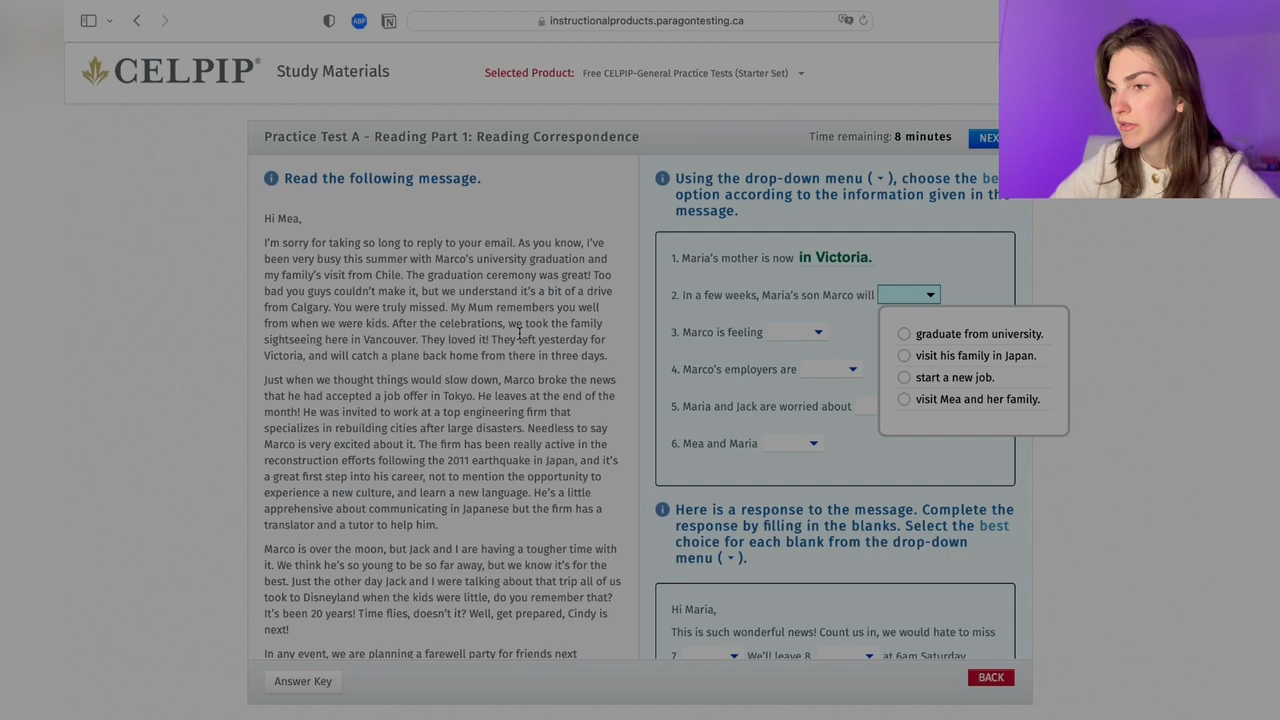 instructionalproducts.paragontesting.ca
ABP
CELPIP® Study Materials
Selected Product: Free CELPIP-General Practice Tests (Starter Set)
Practice Test A - Reading Part 1: Reading Correspondence
Time remaining: 8 minutes
NEX
Read the following message.
Hi Mea,
I'm sorry for taking so long to reply to your email. As you know, I've
been very busy this summer with Marco's university graduation and
my family's visit from Chile. The graduation ceremony was great! Too
bad you guys couldn't make it, but we understand it's a bit of a drive
from Calgary. You were truly missed. My Mum remembers you well
from when we were kids. After the celebrations, we took the family
sightseeing here in Vancouver. They loved it! They left yesterday for
Victoria, and will catch a plane back home from there in three days.
Just when we thought things would slow down, Marco broke the news
that he had accepted a job offer in Tokyo. He leaves at the end of the
month! He was invited to work at a top engineering firm that
specializes in rebuilding cities after large disasters. Needless to say
Marco is very excited about it. The firm has been really active in the
reconstruction efforts following the 2011 earthquake in Japan, and it's
a great first step into his career, not to mention the opportunity to
experience a new culture, and learn a new language. He's a little
apprehensive about communicating in Japanese but the firm has a
translator and a tutor to help him.
Marco is over the moon, but Jack and I are having a tougher time with
it. We think he's so young to be so far away, but we know it's for the
best. Just the other day Jack and I were talking about that trip all of us
took to Disneyland when the kids were little, do you remember that?
It's been 20 years! Time flies, doesn't it? Well, get prepared, Cindy is
next!
In any event, we are planning a farewell party for friends next
Using the drop-down menu ( ), choose the be
option according to the information given in th
message.
1. Maria's mother is now in Victoria.
2. In a few weeks, Maria's son Marco will
graduate from university.
visit his family in Japan.
start a new job.
visit Mea and her family.
3. Marco is feeling
4. Marco's employers are
5. Maria and Jack are worried about
6. Mea and Maria
Here is a response to the message. Complete the
response by filling in the blanks. Select the best
choice for each blank from the drop-down
menu ( ).
Hi Maria,
This is such wonderful news! Count us in, we would hate to miss
7. We'll leave 8. at 6am Saturday
Answer Key
BACK